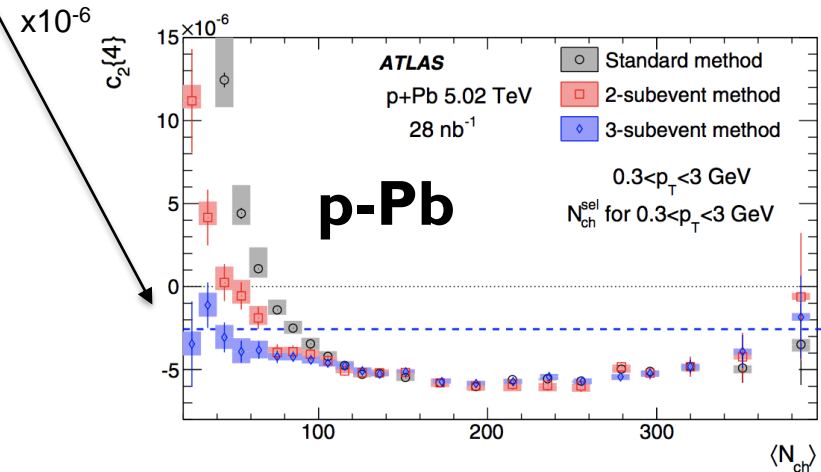 x10-6
×10-6
c2{4}
15
10
5
0
-5
ATLAS
p+Pb 5.02 TeV
28 nb-1
Standard method
2-subevent method
3-subevent method
0.3<pT<3 GeV
Nchsel for 0.3<pT<3 GeV
p-Pb
100
200
300
⟨Nch⟩